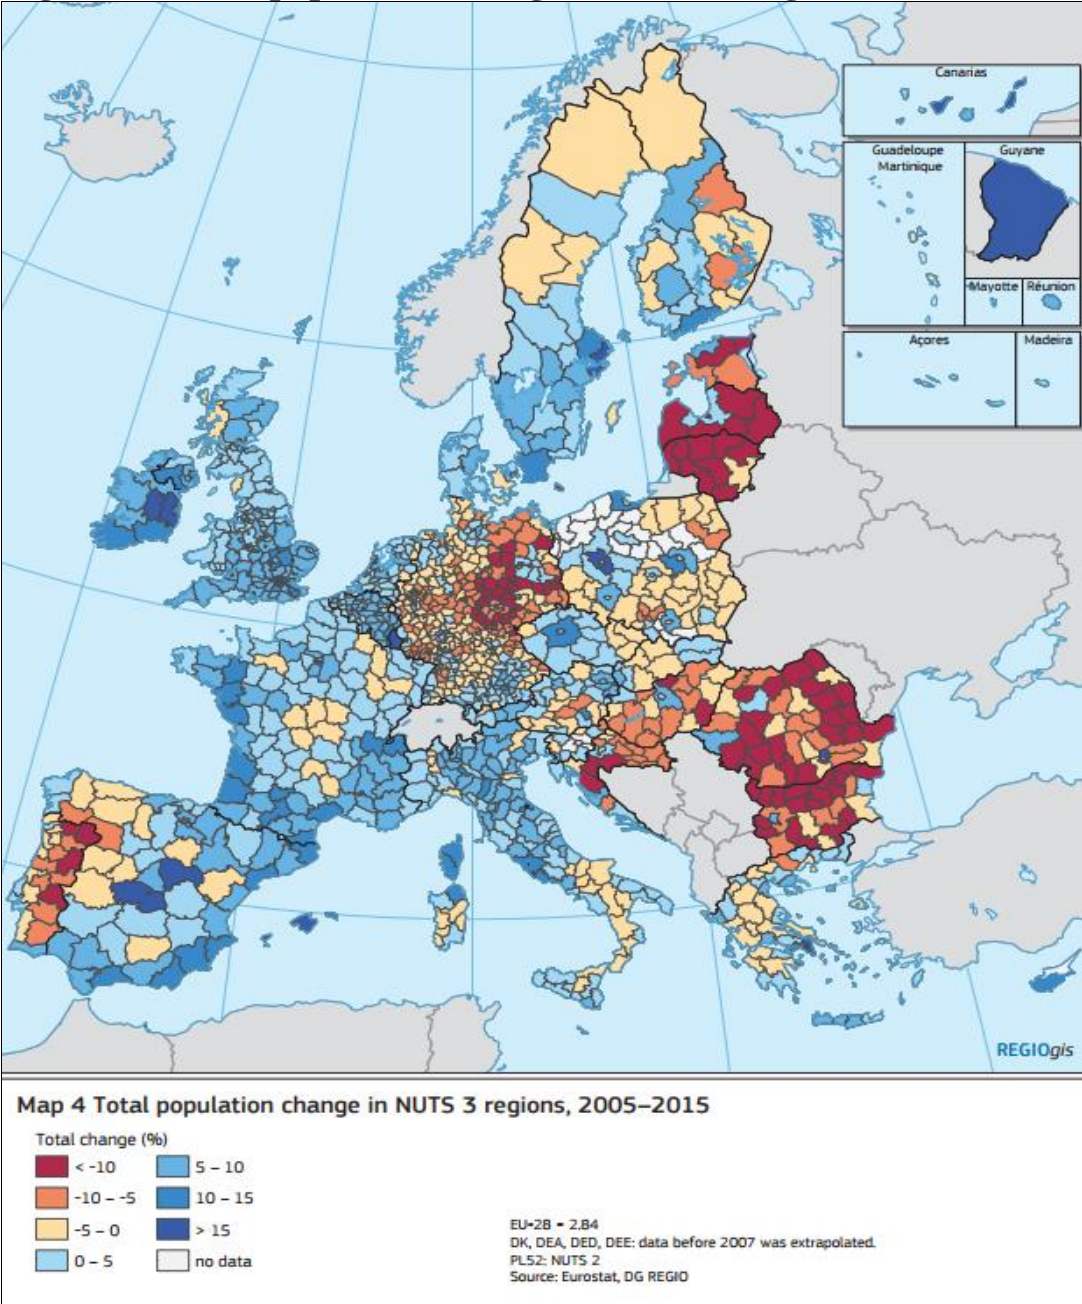 Canarias
Guadeloupe
Martinique
Guyane
Mayotte
Réunion
Açores
Madeira
REGIOgis
Map 4 Total population change in NUTS 3 regions, 2005–2015
Total change (%)
< -10
-10 – -5
-5 – 0
0 – 5
5 – 10
10 – 15
> 15
no data
EU-28 = 2.84
DK, DEA, DED, DEE: data before 2007 was extrapolated.
PL52: NUTS 2
Source: Eurostat, DG REGIO